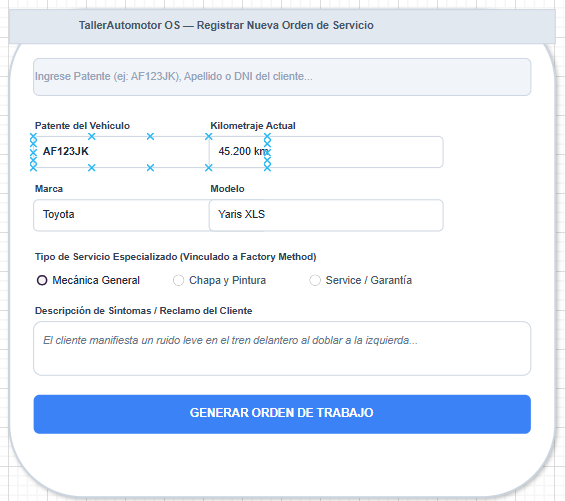 TallerAutomotor OS — Registrar Nueva Orden de Servicio
Ingrese Patente (ej: AF123JK), Apellido o DNI del cliente...
Patente del Vehículo Kilometraje Actual
AF123JK 45.200 km
Marca Modelo
Toyota Yaris XLS
Tipo de Servicio Especializado (Vinculado a Factory Method)
Mecánica General Chapa y Pintura Service / Garantía
Descripción de Síntomas / Reclamo del Cliente
El cliente manifiesta un ruido leve en el tren delantero al doblar a la izquierda...
GENERAR ORDEN DE TRABAJO